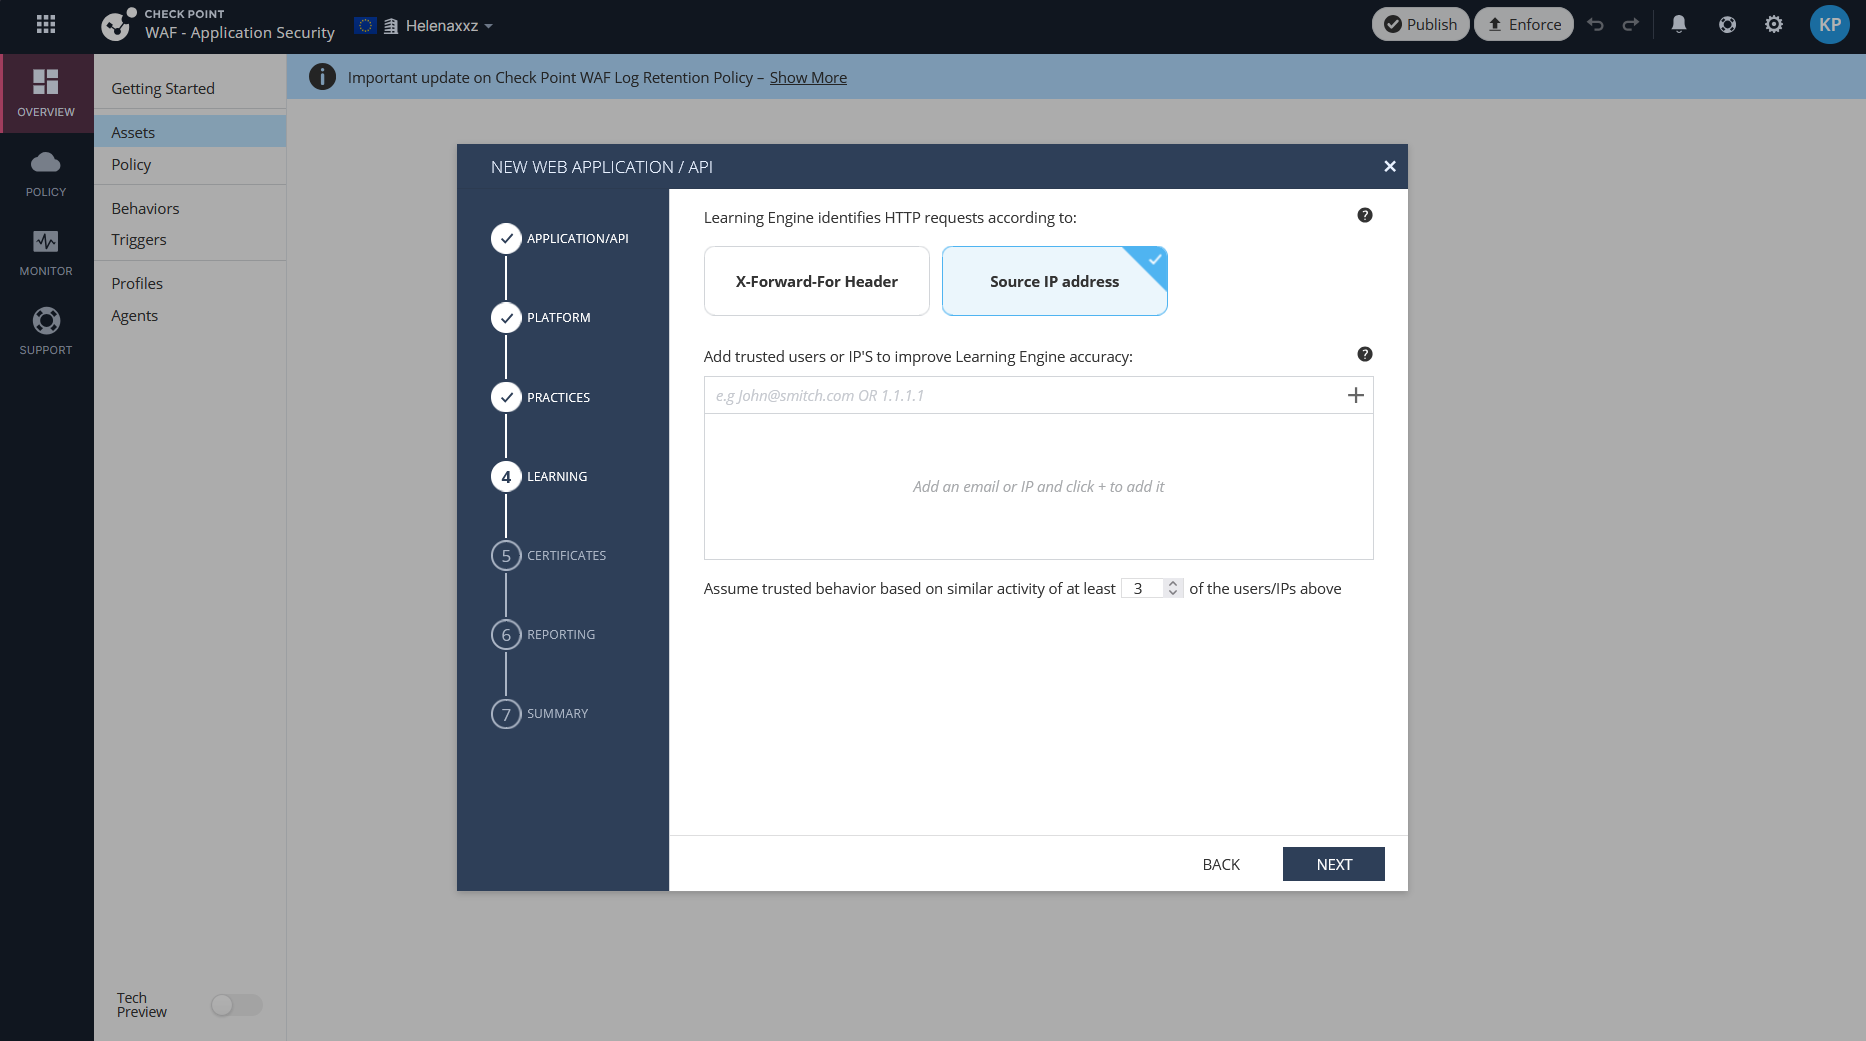 CHECK POINT
WAF - Application Security
Helenaxxz
Publish
Enforce
KP
OVERVIEW
POLICY
MONITOR
SUPPORT
Getting Started
Assets
Policy
Behaviors
Triggers
Profiles
Agents
Tech
Preview
Important update on Check Point WAF Log Retention Policy – Show More
NEW WEB APPLICATION / API
APPLICATION/API
PLATFORM
PRACTICES
4 LEARNING
5 CERTIFICATES
6 REPORTING
7 SUMMARY
Learning Engine identifies HTTP requests according to:
X-Forward-For Header
Source IP address
Add trusted users or IP'S to improve Learning Engine accuracy:
e.g John@smitch.com OR 1.1.1.1
Add an email or IP and click + to add it
Assume trusted behavior based on similar activity of at least 3 of the users/IPs above
BACK
NEXT